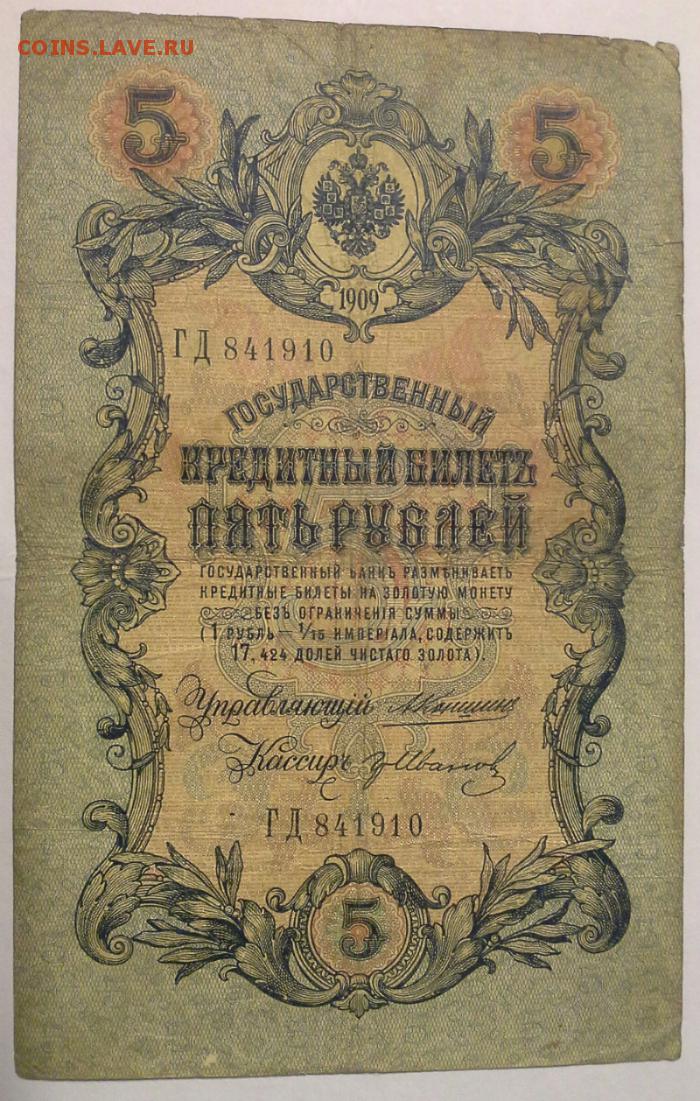 COINS.LAVE.RU
5 5
1909
ГД 841910
ГОСУДАРСТВЕННЫЙ
КРЕДИТНЫЙ БИЛЕТЪ
ПЯТЬ РУБЛЕЙ
ГОСУДАРСТВЕННЫЙ БАНКЪ РАЗМѢНИВАЕТЪ
КРЕДИТНЫЕ БИЛЕТЫ НА ЗОЛОТУЮ МОНЕТУ
БЕЗЪ ОГРАНИЧЕНІЯ СУММЫ
(1 РУБЛЬ — 1/15 ИМПЕРІАЛА, СОДЕРЖИТЪ
17,424 ДОЛЕЙ ЧИСТАГО ЗОЛОТА).
Управляющій АКоншинъ
Кассиръ ГрИвановъ
ГД 841910
5